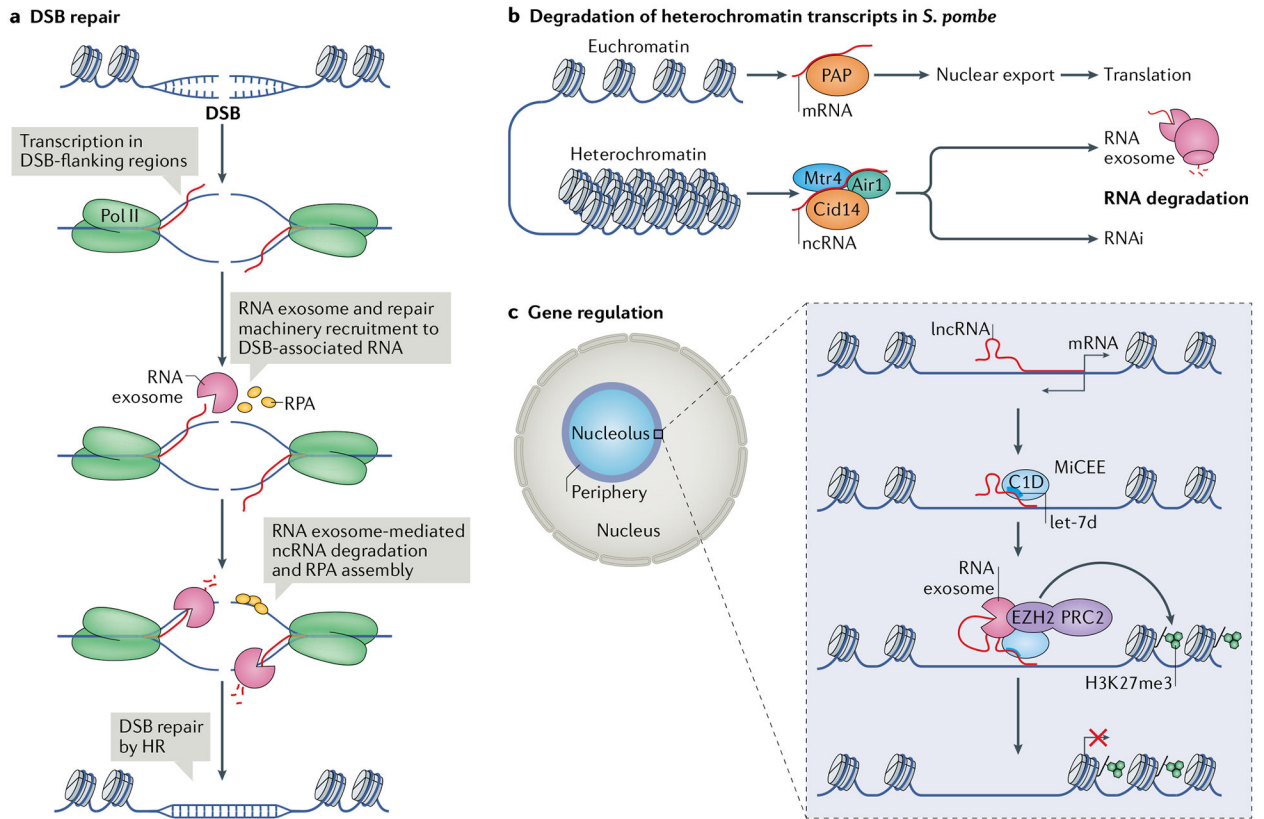 a DSB repair
DSB
Transcription in
DSB-flanking regions
Pol II
RNA exosome and repair
machinery recruitment to
DSB-associated RNA
RNA
exosome
RPA
RNA exosome-mediated
ncRNA degradation
and RPA assembly
DSB repair
by HR
b Degradation of heterochromatin transcripts in S. pombe
Euchromatin
PAP
mRNA
Nuclear export
Translation
Heterochromatin
Mtr4
Air1
Cid14
ncRNA
RNA
exosome
RNA degradation
RNAi
c Gene regulation
Nucleolus
Periphery
Nucleus
lncRNA
mRNA
MiCEE
C1D
let-7d
RNA
exosome
EZH2
PRC2
H3K27me3